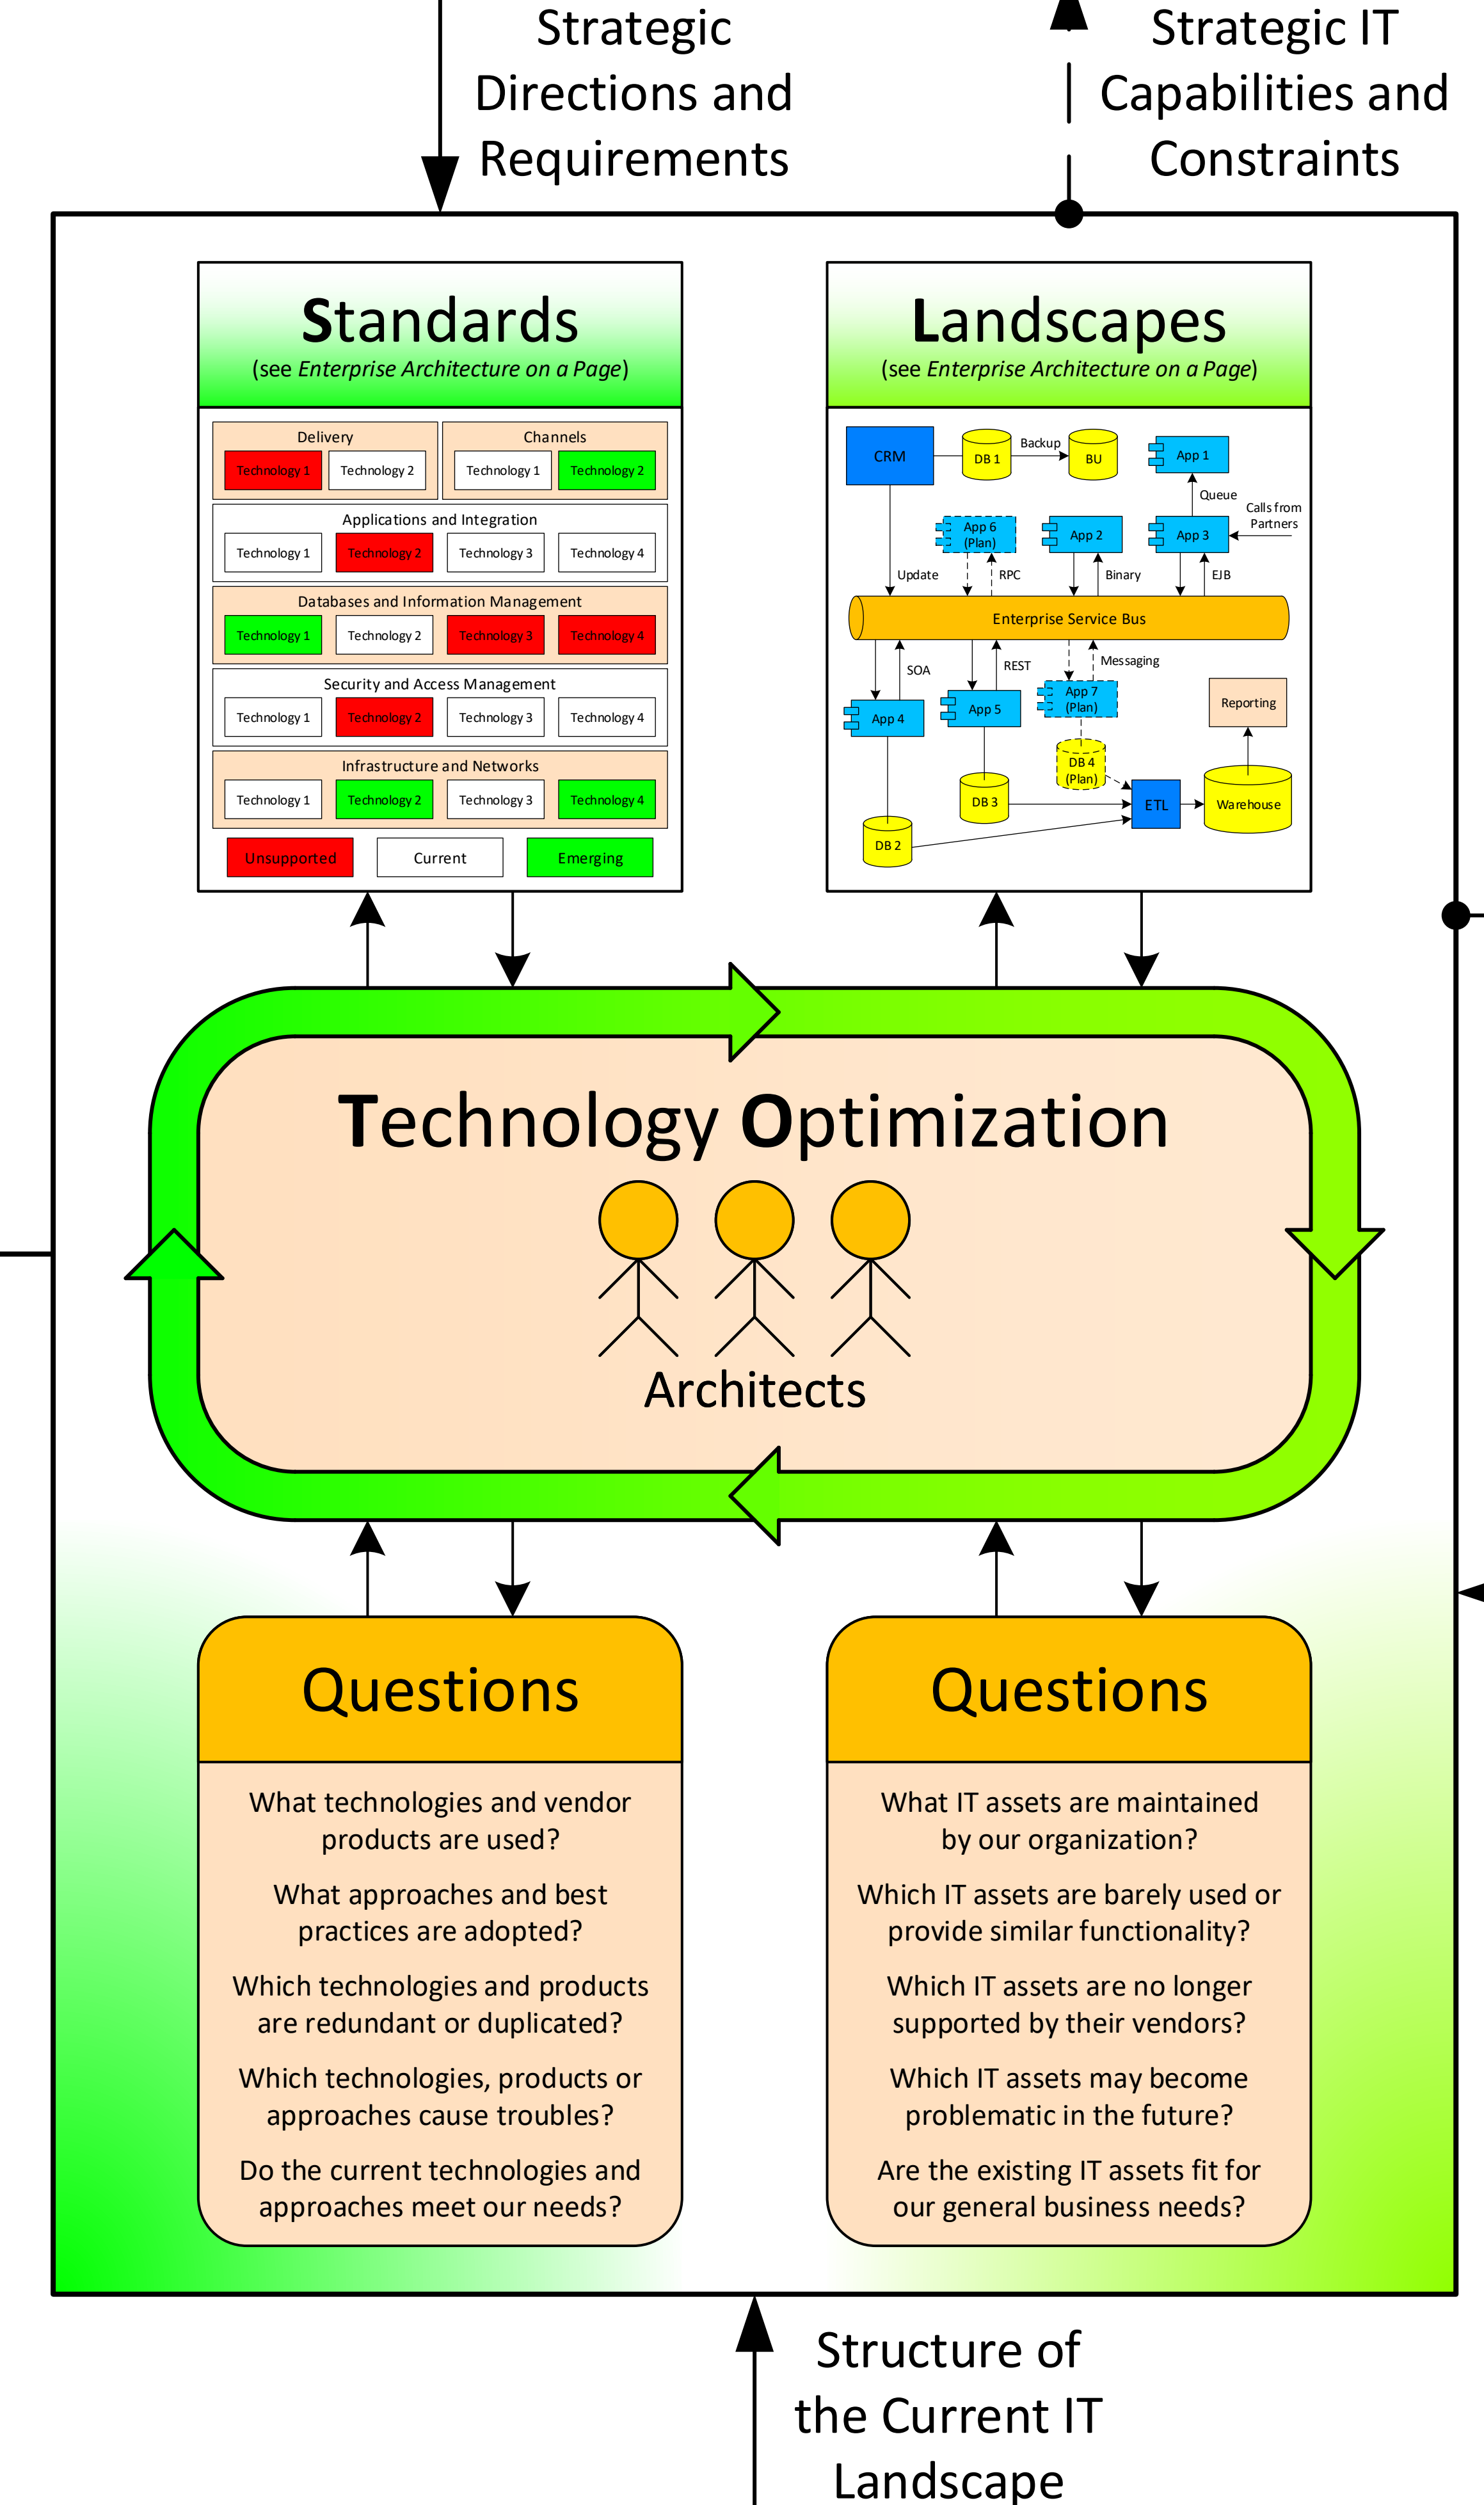 Strategic
Directions and
Requirements
Strategic IT
Capabilities and
Constraints
Standards
(see Enterprise Architecture on a Page)
Delivery
Technology 1
Technology 2
Channels
Technology 1
Technology 2
Applications and Integration
Technology 1
Technology 2
Technology 3
Technology 4
Databases and Information Management
Technology 1
Technology 2
Technology 3
Technology 4
Security and Access Management
Technology 1
Technology 2
Technology 3
Technology 4
Infrastructure and Networks
Technology 1
Technology 2
Technology 3
Technology 4
Unsupported
Current
Emerging
Landscapes
(see Enterprise Architecture on a Page)
CRM
DB 1
Backup
BU
App 1
Queue
Calls from
Partners
App 6
(Plan)
App 2
App 3
Update
RPC
Binary
EJB
Enterprise Service Bus
SOA
REST
Messaging
App 4
App 5
App 7
(Plan)
Reporting
DB 4
(Plan)
DB 3
ETL
Warehouse
DB 2
Technology Optimization
Architects
Questions
What technologies and vendor
products are used?
What approaches and best
practices are adopted?
Which technologies and products
are redundant or duplicated?
Which technologies, products or
approaches cause troubles?
Do the current technologies and
approaches meet our needs?
Questions
What IT assets are maintained
by our organization?
Which IT assets are barely used or
provide similar functionality?
Which IT assets are no longer
supported by their vendors?
Which IT assets may become
problematic in the future?
Are the existing IT assets fit for
our general business needs?
Structure of
the Current IT
Landscape